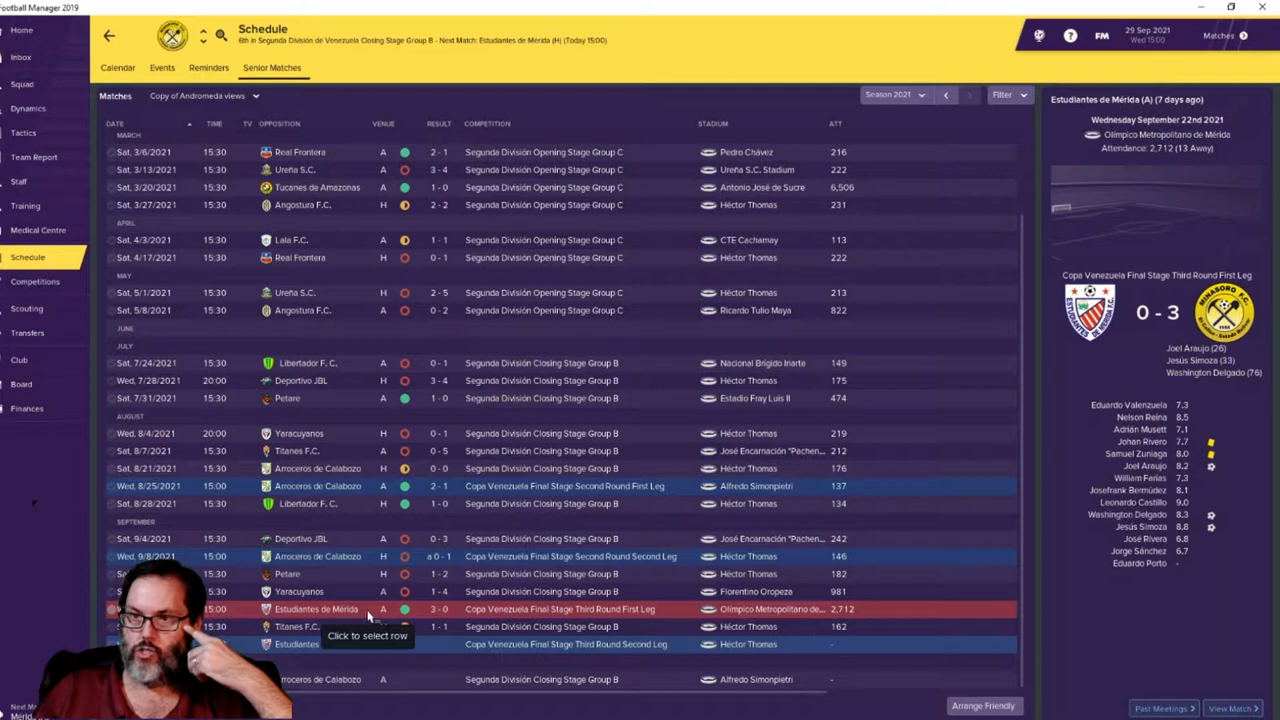 Football Manager 2019
Home
Inbox
Squad
Dynamics
Tactics
Team Report
Staff
Training
Medical Centre
Schedule
Competitions
Scouting
Transfers
Club
Board
Finances
Next M
Mérid
Schedule
6th in Segunda División de Venezuela Closing Stage Group B - Next Match: Estudiantes de Mérida (H) (Today 15:00)
? FM 29 Sep 2021 Wed 15:00 Matches
Calendar Events Reminders Senior Matches
Matches Copy of Andromeda views Season 2021 Filter
DATE TIME TV OPPOSITION VENUE RESULT COMPETITION STADIUM ATT
MARCH
Sat, 3/6/2021 15:30 Real Frontera A 2 - 1 Segunda División Opening Stage Group C Pedro Chávez 216
Sat, 3/13/2021 15:30 Ureña S.C. A 3 - 4 Segunda División Opening Stage Group C Ureña S.C. Stadium 222
Sat, 3/20/2021 15:30 Tucanes de Amazonas A 1 - 0 Segunda División Opening Stage Group C Antonio José de Sucre 6,506
Sat, 3/27/2021 15:30 Angostura F.C. H 2 - 2 Segunda División Opening Stage Group C Héctor Thomas 231
APRIL
Sat, 4/3/2021 15:30 Lala F.C. A 1 - 1 Segunda División Opening Stage Group C CTE Cachamay 113
Sat, 4/17/2021 15:30 Real Frontera H 0 - 1 Segunda División Opening Stage Group C Héctor Thomas 222
MAY
Sat, 5/1/2021 15:30 Ureña S.C. H 2 - 5 Segunda División Opening Stage Group C Héctor Thomas 213
Sat, 5/8/2021 15:30 Angostura F.C. A 0 - 2 Segunda División Opening Stage Group C Ricardo Tulio Maya 822
JUNE
JULY
Sat, 7/24/2021 15:30 Libertador F. C. A 0 - 1 Segunda División Closing Stage Group B Nacional Brígido Iriarte 149
Wed, 7/28/2021 20:00 Deportivo JBL H 3 - 4 Segunda División Closing Stage Group B Héctor Thomas 175
Sat, 7/31/2021 15:30 Petare A 1 - 0 Segunda División Closing Stage Group B Estadio Fray Luis II 474
AUGUST
Wed, 8/4/2021 20:00 Yaracuyanos H 0 - 1 Segunda División Closing Stage Group B Héctor Thomas 219
Sat, 8/7/2021 15:30 Titanes F.C. A 0 - 5 Segunda División Closing Stage Group B José Encarnación "Pachen... 212
Sat, 8/21/2021 15:30 Arroceros de Calabozo H 0 - 0 Segunda División Closing Stage Group B Héctor Thomas 176
Wed, 8/25/2021 15:00 Arroceros de Calabozo A 2 - 1 Copa Venezuela Final Stage Second Round First Leg Alfredo Simonpietri 137
Sat, 8/28/2021 15:30 Libertador F. C. H 1 - 0 Segunda División Closing Stage Group B Héctor Thomas 134
SEPTEMBER
Sat, 9/4/2021 15:30 Deportivo JBL A 0 - 3 Segunda División Closing Stage Group B José Encarnación "Pachen... 242
Wed, 9/8/2021 15:00 Arroceros de Calabozo H a 0 - 1 Copa Venezuela Final Stage Second Round Second Leg Héctor Thomas 146
15:30 Petare H 1 - 2 Segunda División Closing Stage Group B Héctor Thomas 182
15:30 Yaracuyanos A 1 - 4 Segunda División Closing Stage Group B Florentino Oropeza 981
15:00 Estudiantes de Mérida A 3 - 0 Copa Venezuela Final Stage Third Round First Leg Olímpico Metropolitano de... 2,712
15:30 Titanes F.C. 1 - 1 Segunda División Closing Stage Group B Héctor Thomas 162
Click to select row
Estudiantes Copa Venezuela Final Stage Third Round Second Leg Héctor Thomas -
Arroceros de Calabozo A Segunda División Closing Stage Group B Alfredo Simonpietri -
Arrange Friendly
Estudiantes de Mérida (A) (7 days ago)
Wednesday September 22nd 2021
Olímpico Metropolitano de Mérida
Attendance: 2,712 (13 Away)
Copa Venezuela Final Stage Third Round First Leg
0 - 3
MINASORO F.C.
Joel Araujo (26)
Jesús Simoza (33)
Washington Delgado (76)
Eduardo Valenzuela 7.3
Nelson Reina 8.5
Adrián Musett 7.1
Johan Rivero 7.7
Samuel Zuniaga 8.0
Joel Araujo 8.2
William Farías 7.3
Josefrank Bermúdez 8.1
Leonardo Castillo 9.0
Washington Delgado 8.3
Jesús Simoza 8.8
José Rivera 6.8
Jorge Sánchez 6.7
Eduardo Porto -
Past Meetings > View Match >